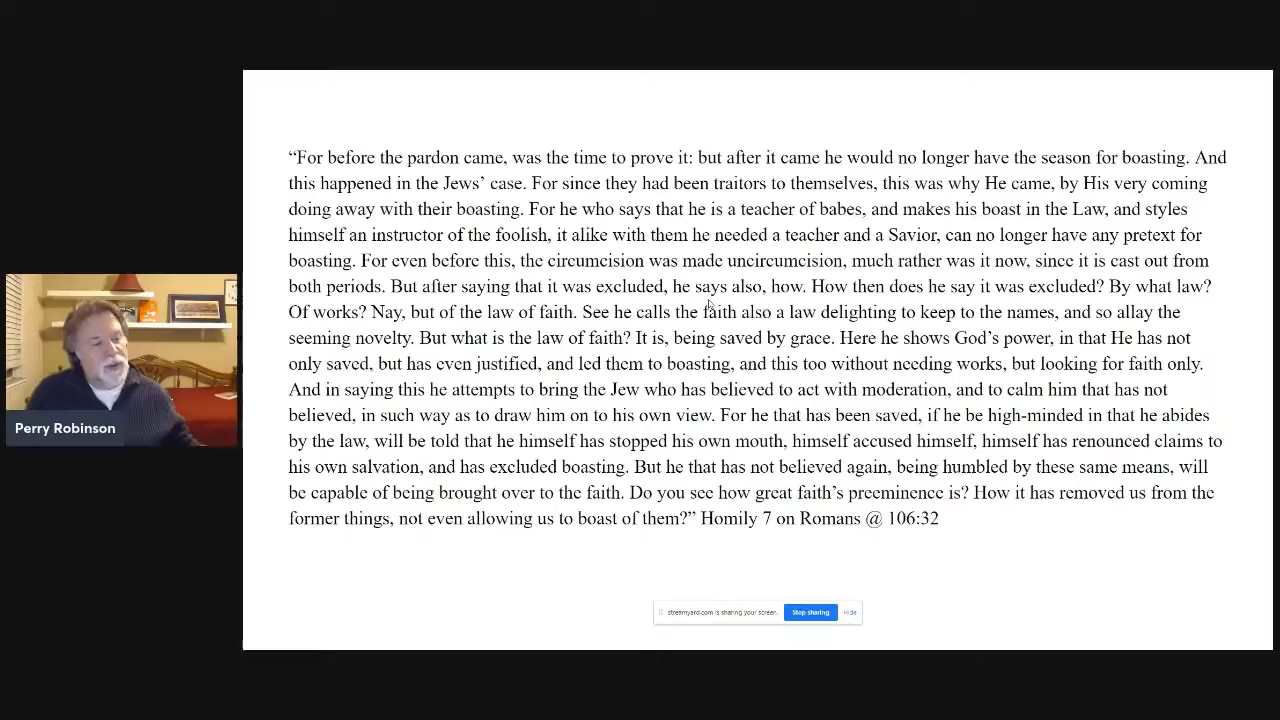 “For before the pardon came, was the time to prove it: but after it came he would no longer have the season for boasting. And
this happened in the Jews’ case. For since they had been traitors to themselves, this was why He came, by His very coming
doing away with their boasting. For he who says that he is a teacher of babes, and makes his boast in the Law, and styles
himself an instructor of the foolish, it alike with them he needed a teacher and a Savior, can no longer have any pretext for
boasting. For even before this, the circumcision was made uncircumcision, much rather was it now, since it is cast out from
both periods. But after saying that it was excluded, he says also, how. How then does he say it was excluded? By what law?
Of works? Nay, but of the law of faith. See he calls the faith also a law delighting to keep to the names, and so allay the
seeming novelty. But what is the law of faith? It is, being saved by grace. Here he shows God’s power, in that He has not
only saved, but has even justified, and led them to boasting, and this too without needing works, but looking for faith only.
And in saying this he attempts to bring the Jew who has believed to act with moderation, and to calm him that has not
believed, in such way as to draw him on to his own view. For he that has been saved, if he be high-minded in that he abides
by the law, will be told that he himself has stopped his own mouth, himself accused himself, himself has renounced claims to
his own salvation, and has excluded boasting. But he that has not believed again, being humbled by these same means, will
be capable of being brought over to the faith. Do you see how great faith’s preeminence is? How it has removed us from the
former things, not even allowing us to boast of them?” Homily 7 on Romans @ 106:32
Perry Robinson
streamyard.com is sharing your screen. Stop sharing Hide